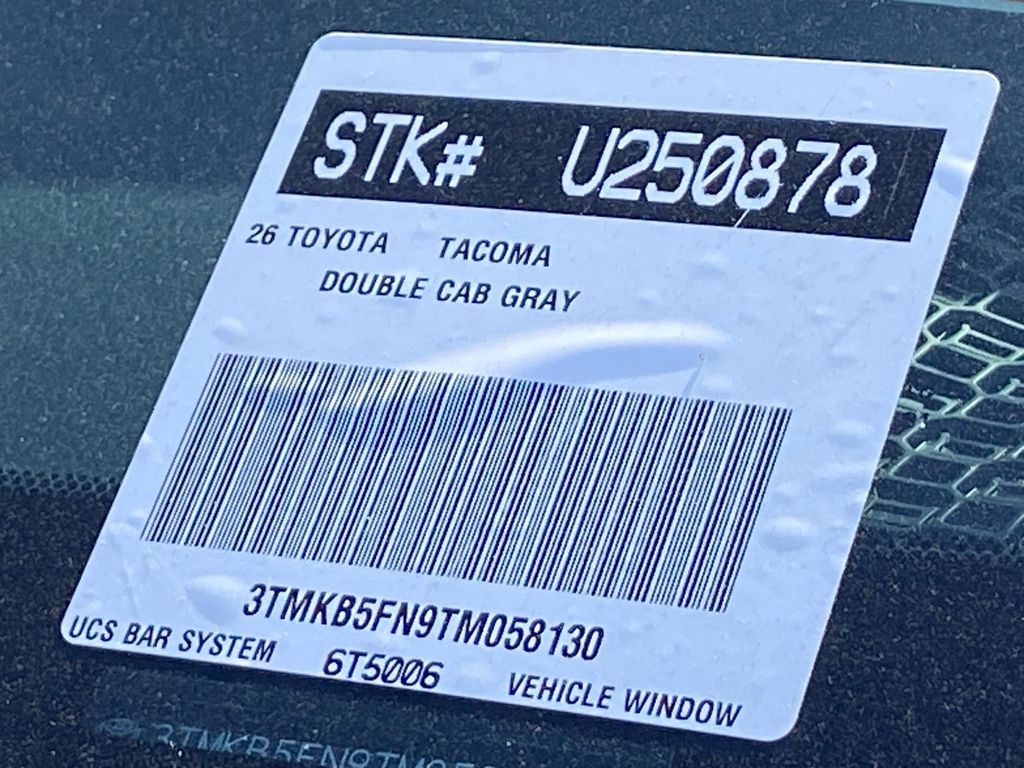 STK# U250878
26 TOYOTA TACOMA
DOUBLE CAB GRAY
3TMKB5FN9TM058130
UCS BAR SYSTEM 6T5006 VEHICLE WINDOW